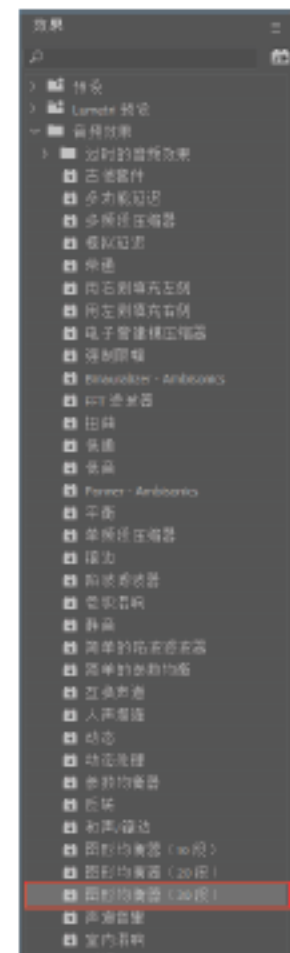 效果
预设
Lumetri 预设
音频效果
过时的音频效果
吉他套件
多功能延迟
多频段压缩器
模拟延迟
带通
用右侧填充左侧
用左侧填充右侧
电子管建模压缩器
强制限幅
Binauralizer - Ambisonics
FFT 滤波器
扭曲
低通
低音
Panner - Ambisonics
平衡
单频段压缩器
镶边
陷波滤波器
卷积混响
静音
简单的陷波滤波器
简单的参数均衡
互换声道
人声增强
动态
动态处理
参数均衡器
反转
和声/镶边
图形均衡器（10段）
图形均衡器（20段）
图形均衡器（30段）
声道音量
室内混响